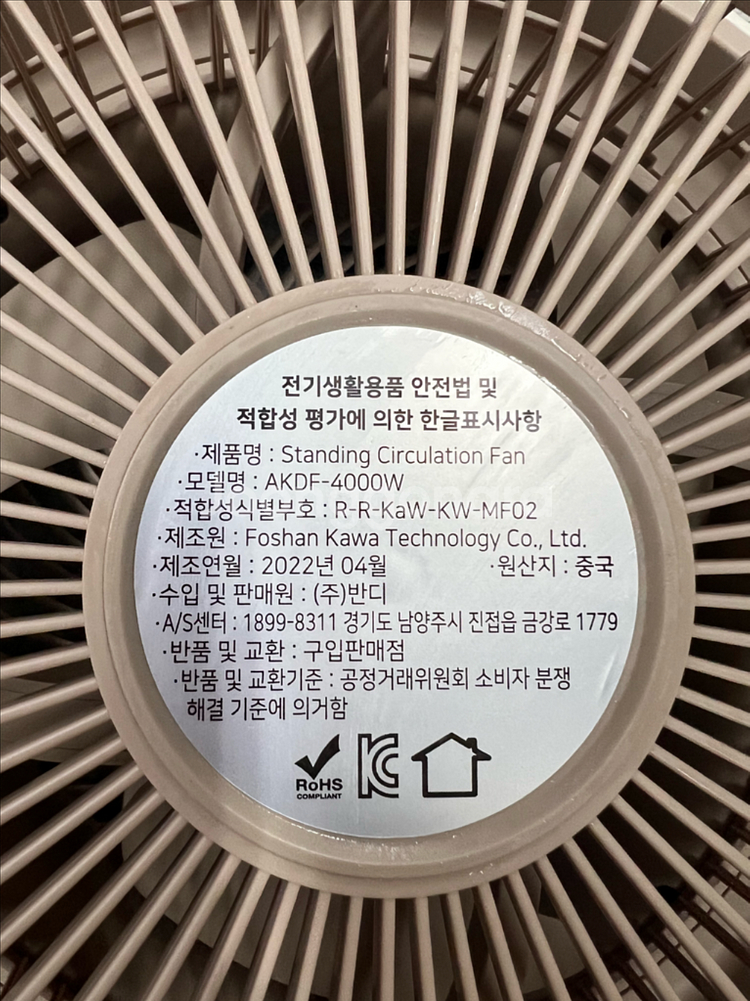 전기생활용품 안전법 및
적합성 평가에 의한 한글표시사항
·제품명 : Standing Circulation Fan
·모델명 : AKDF-4000W
·적합성식별부호 : R-R-KaW-KW-MF02
·제조원 : Foshan Kawa Technology Co., Ltd.
·제조연월 : 2022년 04월 ·원산지 : 중국
·수입 및 판매원 : (주)반디
·A/S센터 : 1899-8311 경기도 남양주시 진접읍 금강로 1779
·반품 및 교환 : 구입판매점
·반품 및 교환기준 : 공정거래위원회 소비자 분쟁
해결 기준에 의거함
RoHS
COMPLIANT